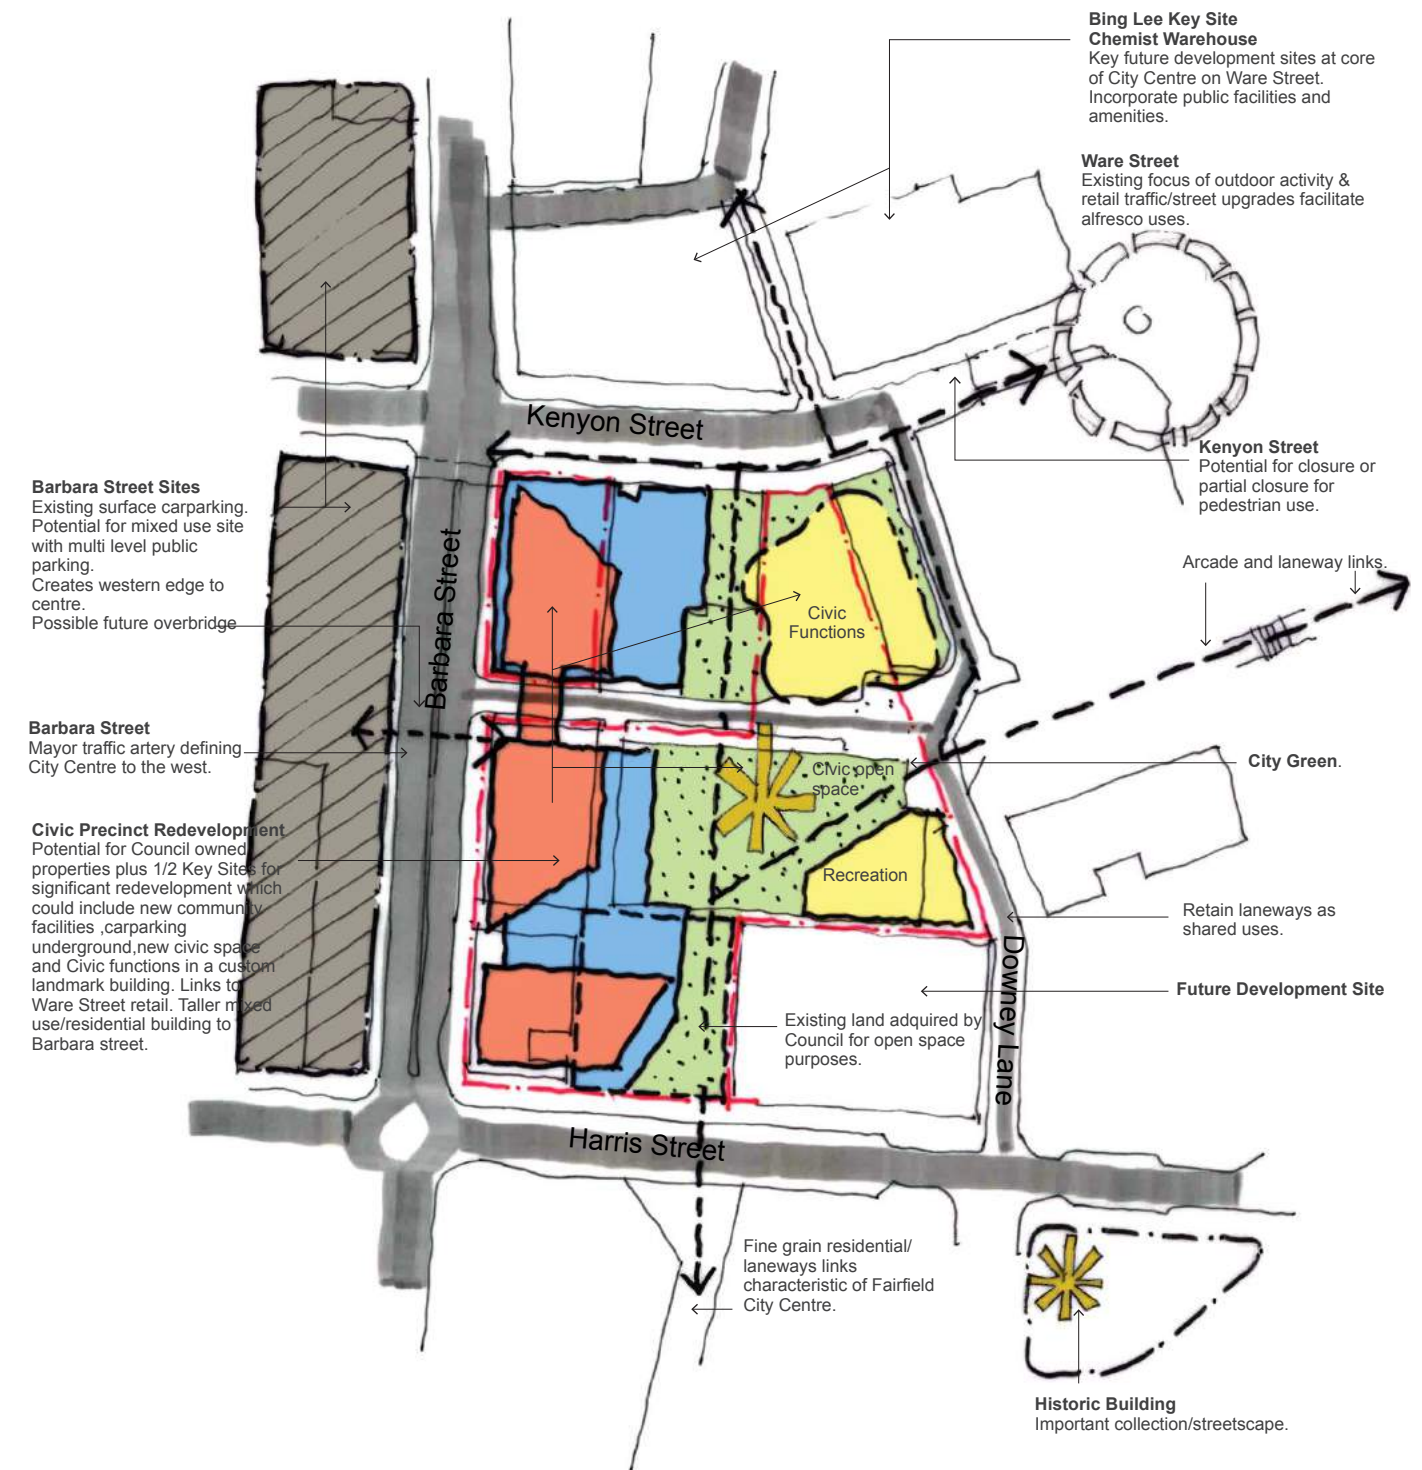 Bing Lee Key Site
Chemist Warehouse
Key future development sites at core
of City Centre on Ware Street.
Incorporate public facilities and
amenities.
Ware Street
Existing focus of outdoor activity &
retail traffic/street upgrades facilitate
alfresco uses.
Kenyon Street
Kenyon Street
Potential for closure or
partial closure for
pedestrian use.
Barbara Street Sites
Existing surface carparking.
Potential for mixed use site
with multi level public
parking.
Creates western edge to
centre.
Possible future overbridge
Barbara Street
Arcade and laneway links.
Civic
Functions
Barbara Street
Mayor traffic artery defining
City Centre to the west.
Civic open
space
City Green.
Civic Precinct Redevelopment
Potential for Council owned
properties plus 1/2 Key Sites for
significant redevelopment which
could include new community
facilities ,carparking
underground,new civic space
and Civic functions in a custom
landmark building. Links to
Ware Street retail. Taller mixed
use/residential building to
Barbara street.
Recreation
Retain laneways as
shared uses.
Downey Lane
Future Development Site
Existing land adquired by
Council for open space
purposes.
Harris Street
Fine grain residential/
laneways links
characteristic of Fairfield
City Centre.
Historic Building
Important collection/streetscape.